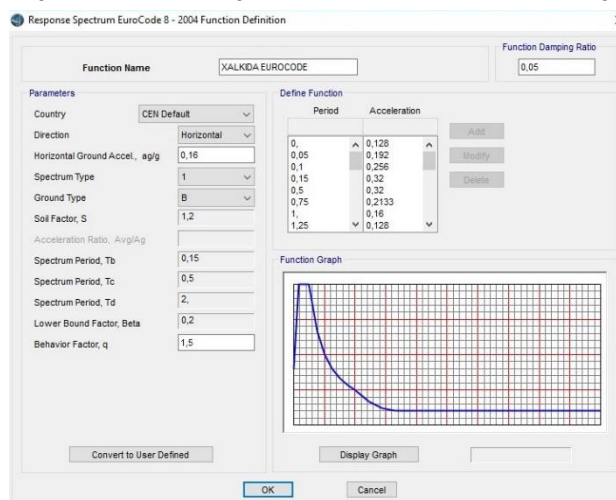 Response Spectrum EuroCode 8 - 2004 Function Definition
Function Name XALKIDA EUROCODE
Function Damping Ratio
0,05
Parameters
Country CEN Default
Direction Horizontal
Horizontal Ground Accel., ag/g 0,16
Spectrum Type 1
Ground Type B
Soil Factor, S 1,2
Acceleration Ratio, Avg/Ag
Spectrum Period, Tb 0,15
Spectrum Period, Tc 0,5
Spectrum Period, Td 2,
Lower Bound Factor, Beta 0,2
Behavior Factor, q 1,5
Convert to User Defined
Define Function
Period Acceleration
0, 0,128
0,05 0,192
0,1 0,256
0,15 0,32
0,5 0,32
0,75 0,2133
1, 0,16
1,25 0,128
Add
Modify
Delete
Function Graph
Display Graph
OK Cancel